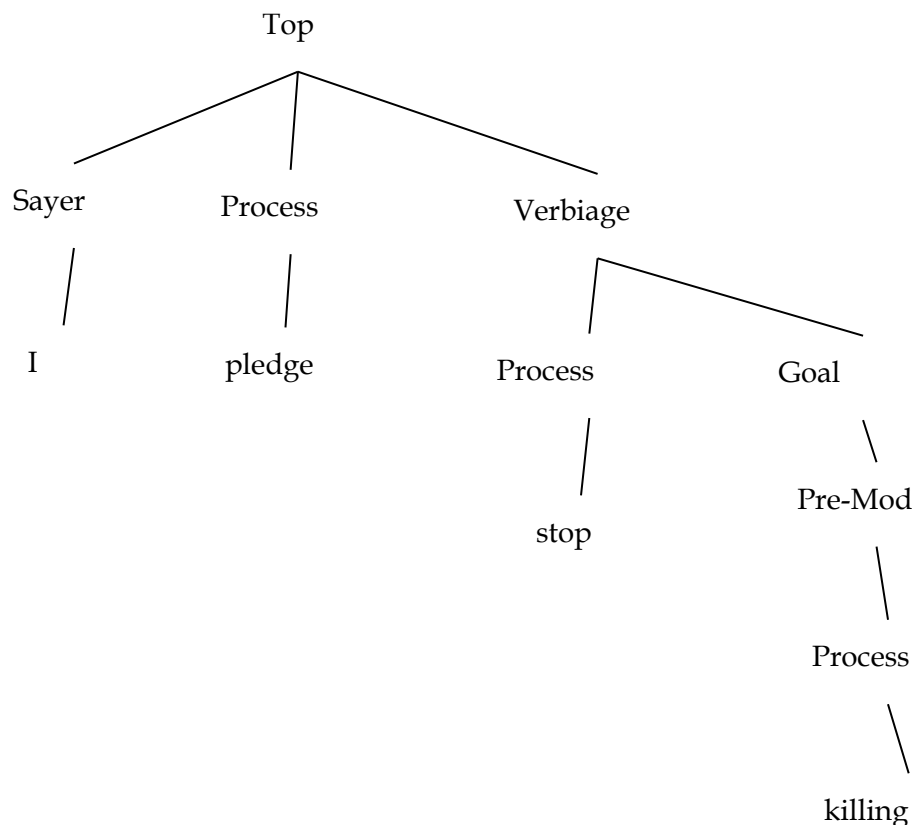 Top
Sayer
Process
Verbiage
I
pledge
Process
Goal
Pre-Mod
stop
Process
killing